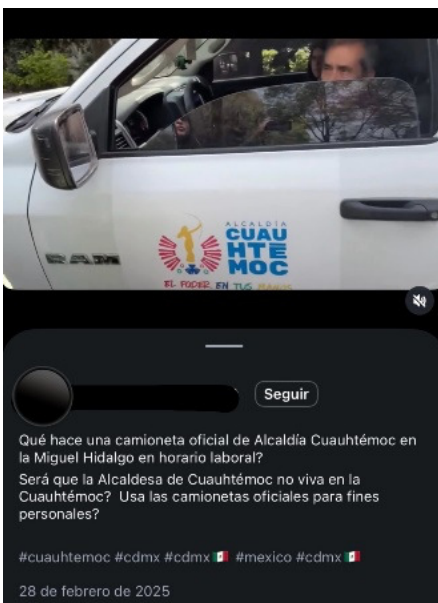 RAM
ALCALDÍA
CUAU
HTÉ
MOC
EL PODER EN TUS MANOS
Seguir
Qué hace una camioneta oficial de Alcaldía Cuauhtémoc en
la Miguel Hidalgo en horario laboral?
Será que la Alcaldesa de Cuauhtémoc no viva en la
Cuauhtémoc? Usa las camionetas oficiales para fines
personales?
#cuauhtemoc #cdmx #cdmx🇲🇽 #mexico #cdmx🇲🇽
28 de febrero de 2025